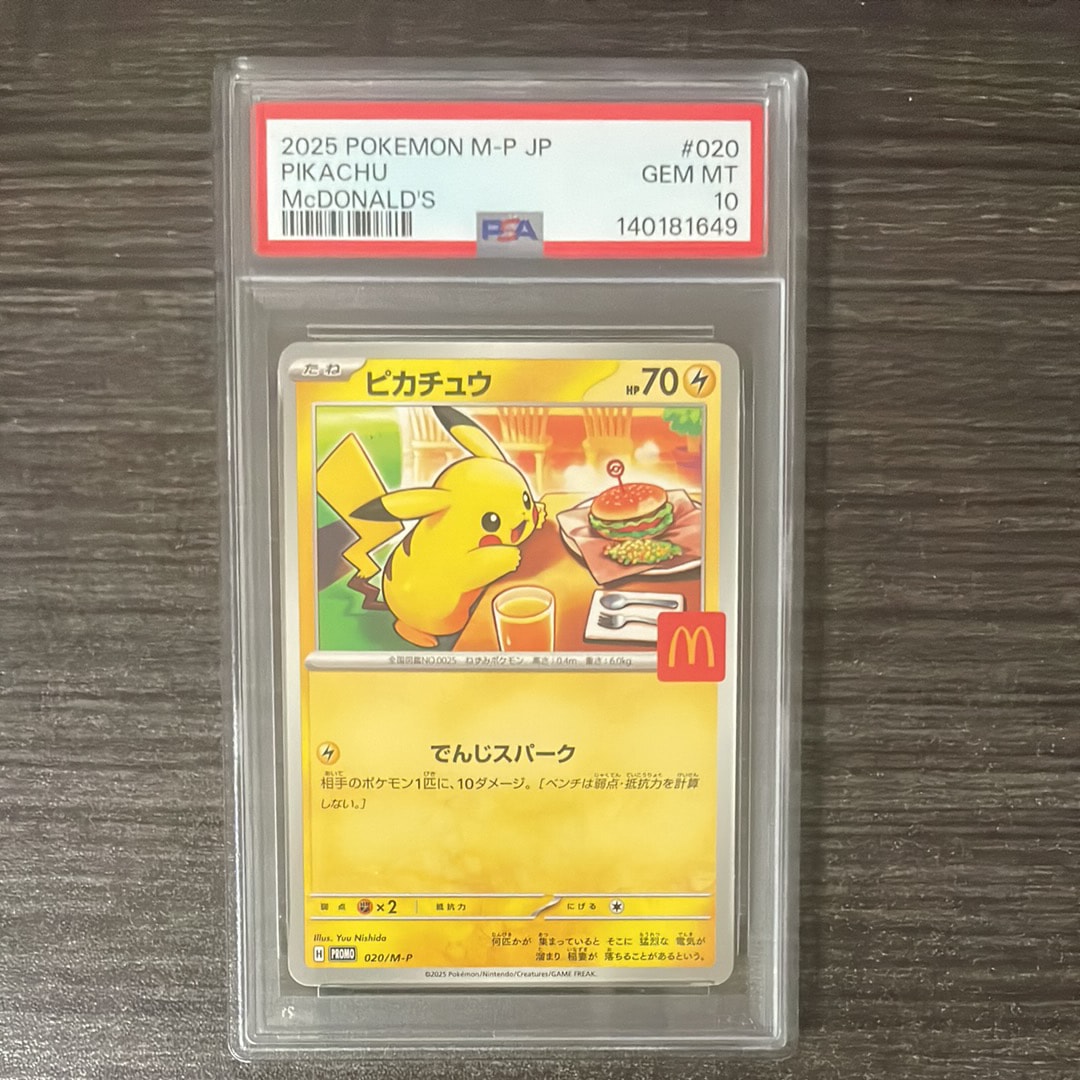 2025 POKEMON M-P JP
#020
PIKACHU
GEM MT
McDONALD'S
10
PSA
140181649
たね
ピカチュウ
HP70
全国図鑑NO.0025 ねずみポケモン 高さ:0.4m 重さ:6.0kg
でんじスパーク
相手のポケモン1匹に、10ダメージ。[ベンチは弱点・抵抗力を計算
しない。]
弱点 ×2 抵抗力 にげる
Illus. Yuu Nishida
何匹かが 集まっていると そこに 猛烈な 電気が
溜まり 稲妻が 落ちることがあるという。
H PROMO 020/M-P
©2025 Pokémon/Nintendo/Creatures/GAME FREAK.